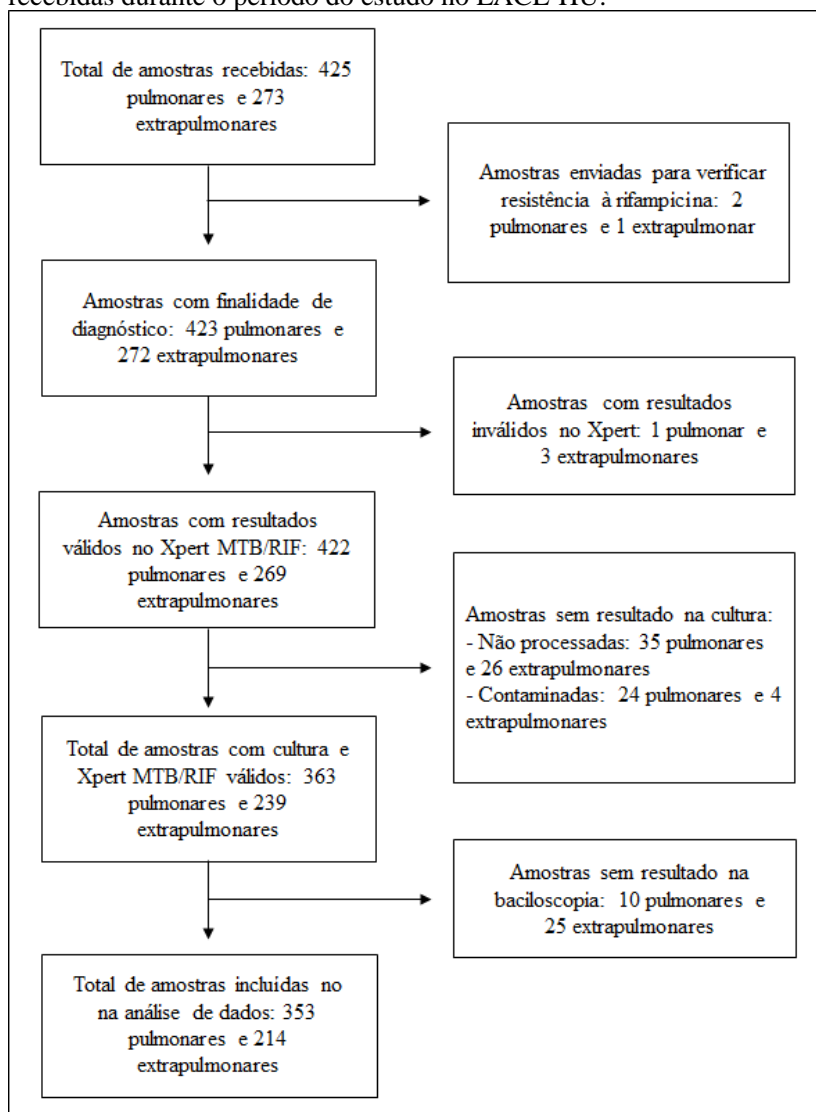 recebidas durante o período do estudo no LACL-HU.
Total de amostras recebidas: 425
pulmonares e 273
extrapulmonares
Amostras enviadas para verificar
resistência à rifampicina: 2
pulmonares e 1 extrapulmonar
Amostras com finalidade de
diagnóstico: 423 pulmonares e
272 extrapulmonares
Amostras com resultados
inválidos no Xpert: 1 pulmonar e
3 extrapulmonares
Amostras com resultados
válidos no Xpert MTB/RIF: 422
pulmonares e 269
extrapulmonares
Amostras sem resultado na cultura:
- Não processadas: 35 pulmonares
e 26 extrapulmonares
- Contaminadas: 24 pulmonares e 4
extrapulmonares
Total de amostras com cultura e
Xpert MTB/RIF válidos: 363
pulmonares e 239
extrapulmonares
Amostras sem resultado na
baciloscopia: 10 pulmonares e
25 extrapulmonares
Total de amostras incluidas no
na análise de dados: 353
pulmonares e 214
extrapulmonares